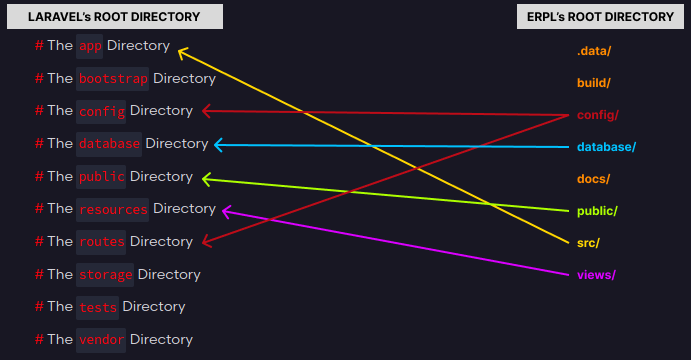 LARAVEL's ROOT DIRECTORY
# The app Directory
# The bootstrap Directory
# The config Directory
# The database Directory
# The public Directory
# The resources Directory
# The routes Directory
# The storage Directory
# The tests Directory
# The vendor Directory
ERPL's ROOT DIRECTORY
.data/
build/
config/
database/
docs/
public/
src/
views/